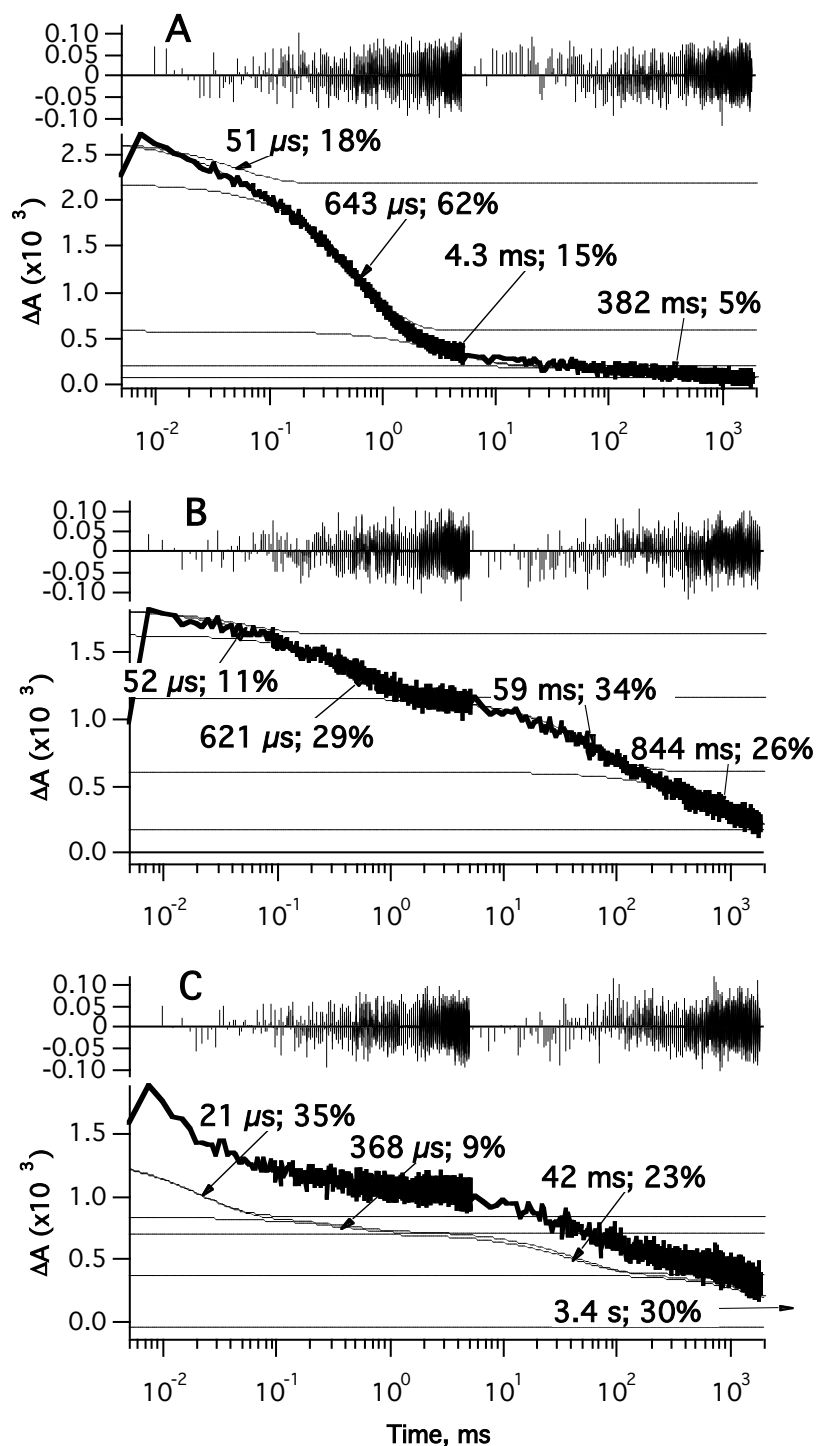 A
0.10
0.05
0
-0.05
-0.10
2.5
2.0
1.5
1.0
0.5
0.0
ΔA (x10 3)
51 µs; 18%
643 µs; 62%
4.3 ms; 15%
382 ms; 5%
10-2 10-1 100 101 102 103
B
0.10
0.05
0
-0.05
-0.10
1.5
1.0
0.5
0.0
ΔA (x10 3)
52 µs; 11%
621 µs; 29%
59 ms; 34%
844 ms; 26%
10-2 10-1 100 101 102 103
C
0.10
0.05
0
-0.05
-0.10
1.5
1.0
0.5
0.0
ΔA (x10 3)
21 µs; 35%
368 µs; 9%
42 ms; 23%
3.4 s; 30%
10-2 10-1 100 101 102 103
Time, ms